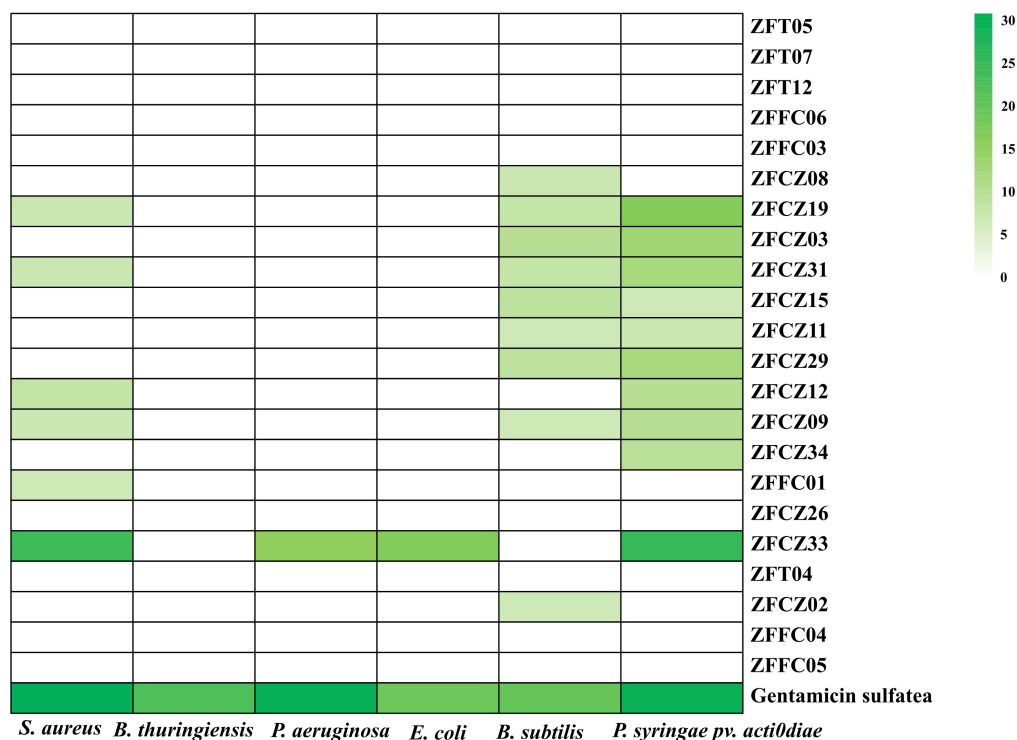 ZFT05
ZFT07
ZFT12
ZFFC06
ZFFC03
ZFCZ08
ZFCZ19
ZFCZ03
ZFCZ31
ZFCZ15
ZFCZ11
ZFCZ29
ZFCZ12
ZFCZ09
ZFCZ34
ZFFC01
ZFCZ26
ZFCZ33
ZFT04
ZFCZ02
ZFFC04
ZFFC05
Gentamicin sulfatea
S. aureus B. thuringiensis P. aeruginosa E. coli B. subtilis P. syringae pv. acti0diae
30
25
20
15
10
5
0